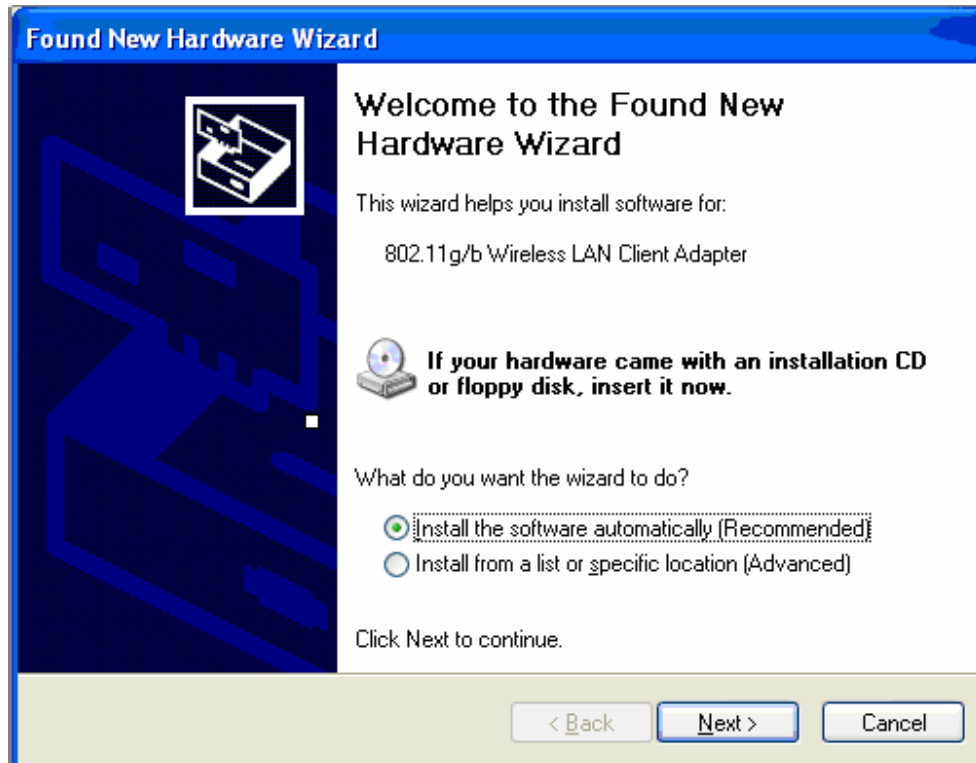 Found New Hardware Wizard
Welcome to the Found New
Hardware Wizard
This wizard helps you install software for:
802.11g/b Wireless LAN Client Adapter
If your hardware came with an installation CD
or floppy disk, insert it now.
What do you want the wizard to do?
Install the software automatically (Recommended)
Install from a list or specific location (Advanced)
Click Next to continue.
< Back
Next >
Cancel